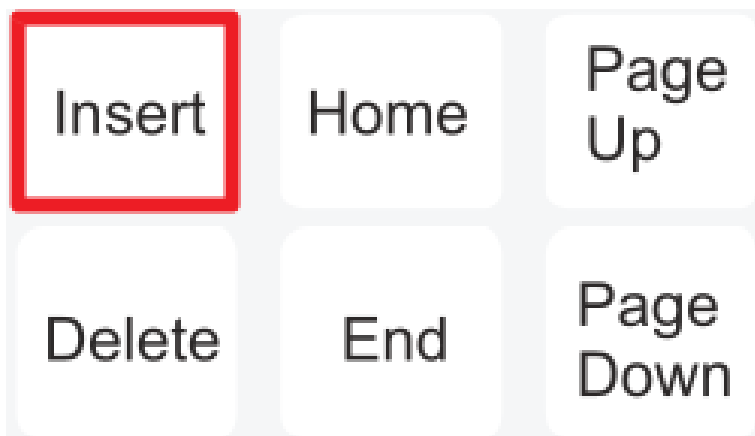 Insert
Home
Page
Up
Delete
End
Page
Down